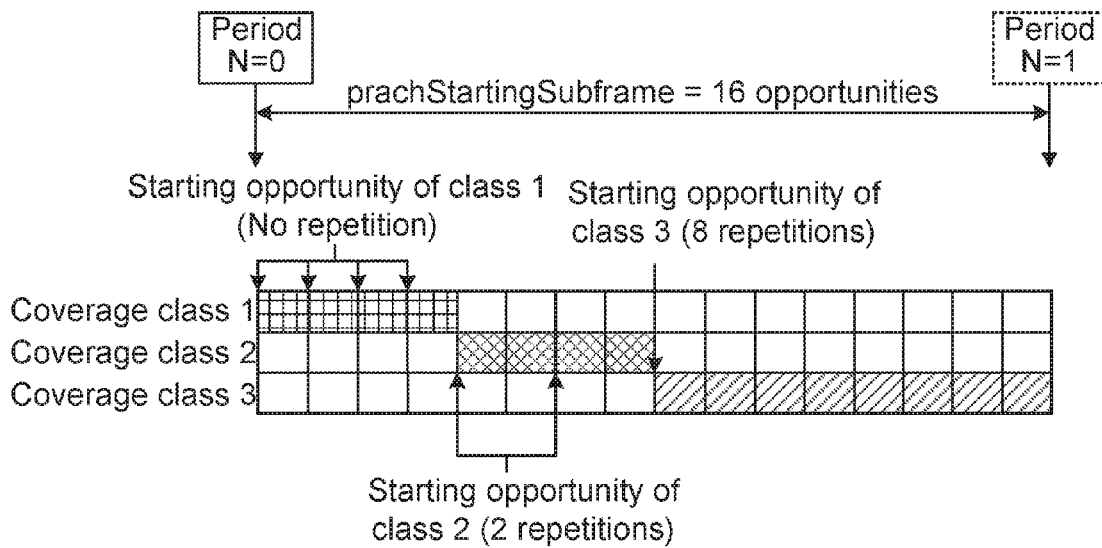 Period
N=0
Period
N=1
prachStartingSubframe = 16 opportunities
Starting opportunity of class 1
(No repetition)
Starting opportunity of
class 3 (8 repetitions)
Coverage class 1
Coverage class 2
Coverage class 3
Starting opportunity of
class 2 (2 repetitions)